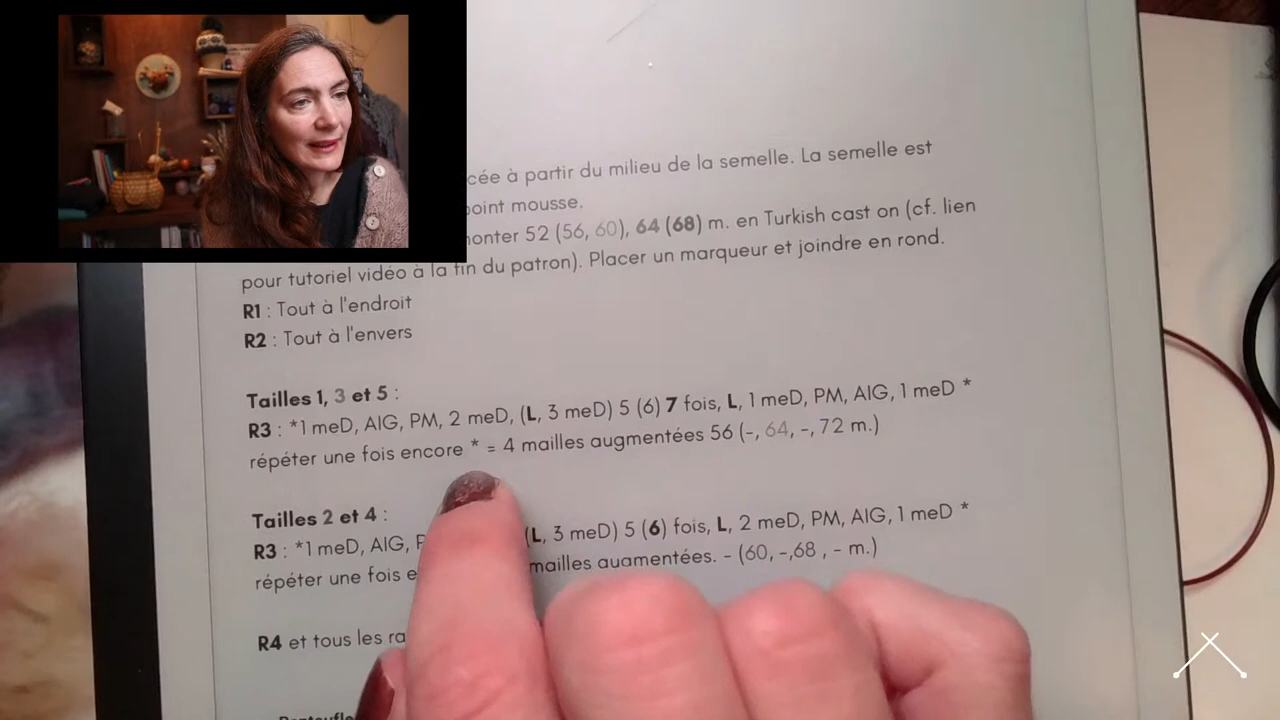 cée à partir du milieu de la semelle. La semelle est
point mousse.
monter 52 (56, 60), 64 (68) m. en Turkish cast on (cf. lien
pour tutoriel vidéo à la fin du patron). Placer un marqueur et joindre en rond.
R1 : Tout à l'endroit
R2 : Tout à l'envers
Tailles 1, 3 et 5 :
R3 : *1 meD, AIG, PM, 2 meD, (L, 3 meD) 5 (6) 7 fois, L, 1 meD, PM, AIG, 1 meD *
répéter une fois encore * = 4 mailles augmentées 56 (-, 64, -, 72 m.)
Tailles 2 et 4 :
R3 : *1 meD, AIG, (L, 3 meD) 5 (6) fois, L, 2 meD, PM, AIG, 1 meD *
répéter une fois mailles augmentées. - (60, -,68 , - m.)
R4 et tous les